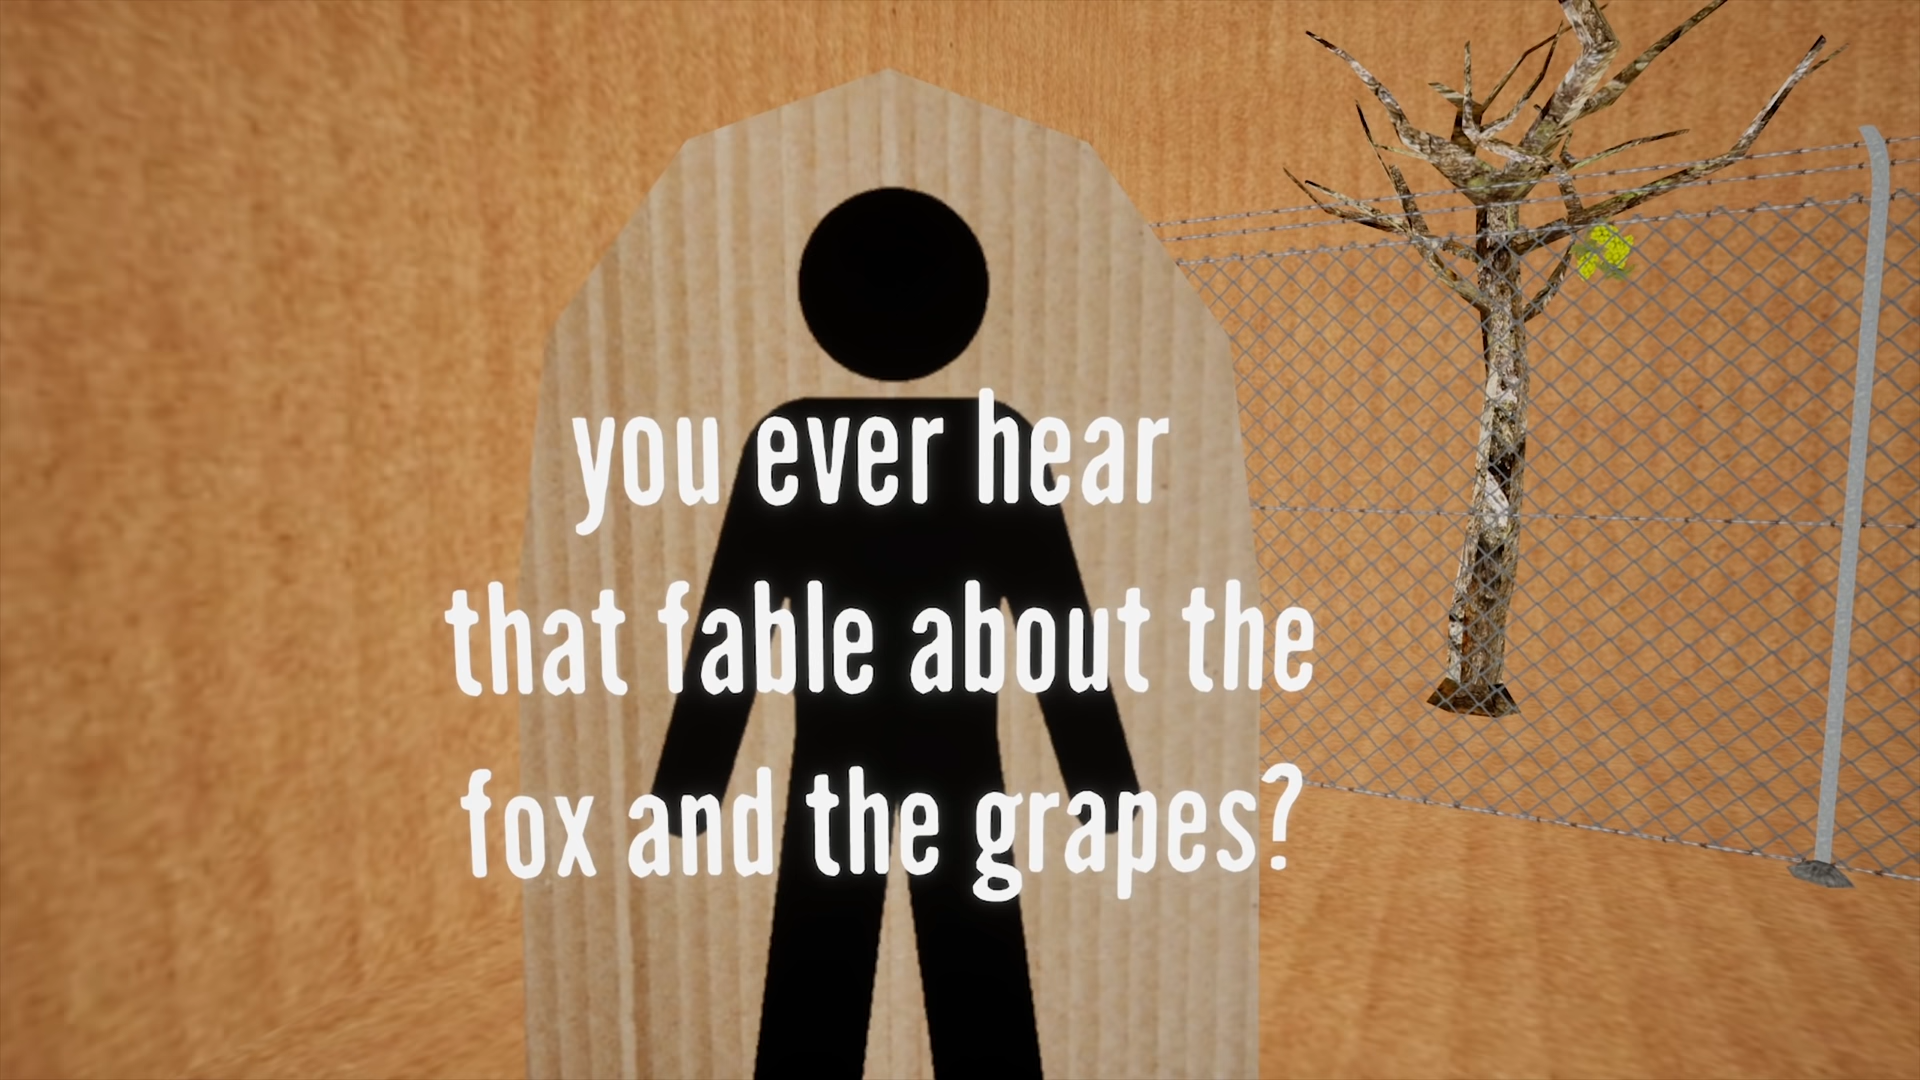 you ever hear
that fable about the
fox and the grapes?